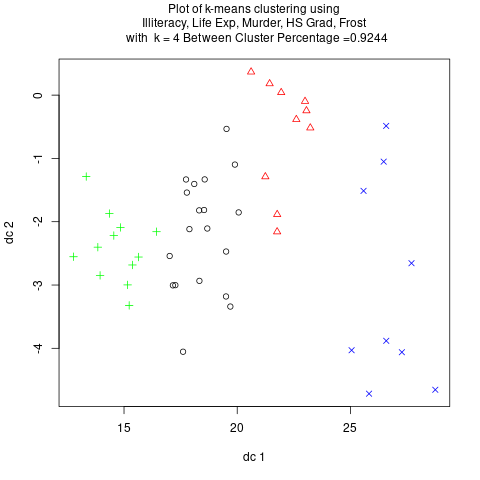 Plot of k-means clustering using
Illiteracy, Life Exp, Murder, HS Grad, Frost
with  k = 4 Between Cluster Percentage =0.9244
0
-1
-2
-3
-4
dc 2
15
20
25
dc 1